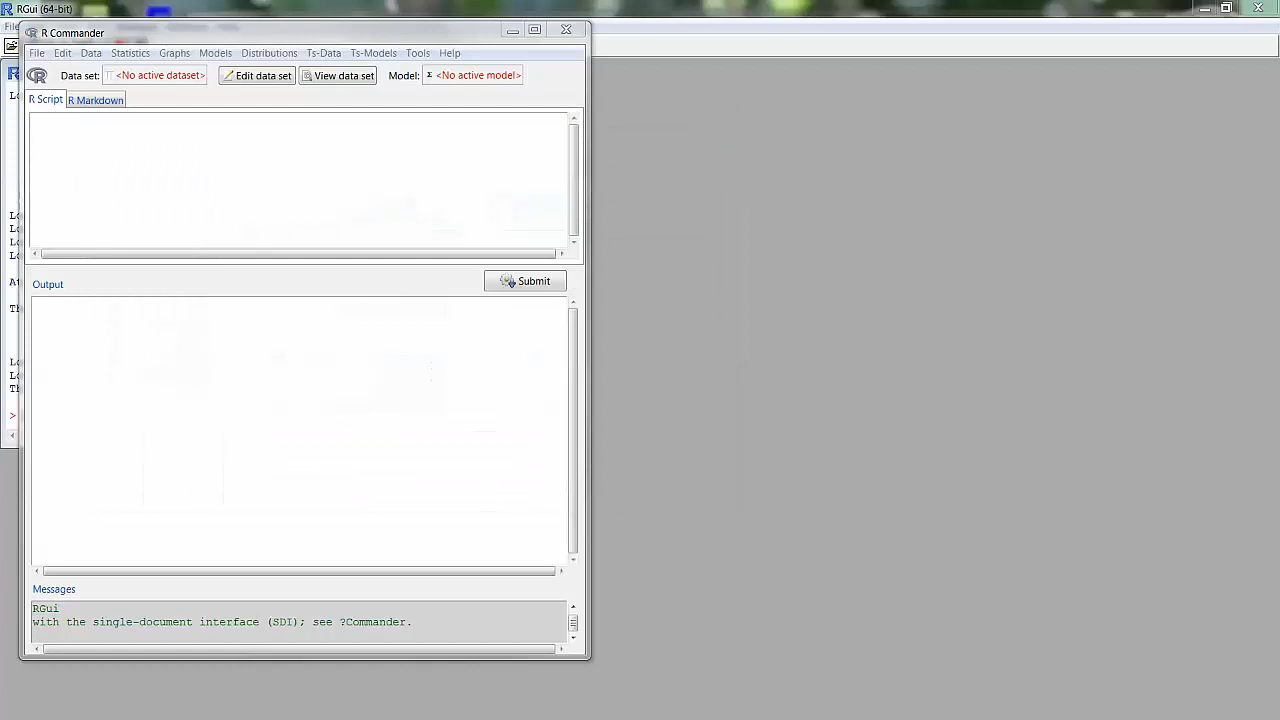 RGui (64-bit)
R Commander
File Edit Data Statistics Graphs Models Distributions Ts-Data Ts-Models Tools Help
Data set: <No active dataset> Edit data set View data set Model: Σ <No active model>
R Script R Markdown
Submit
Output
Messages
RGui
with the single-document interface (SDI); see ?Commander.
>